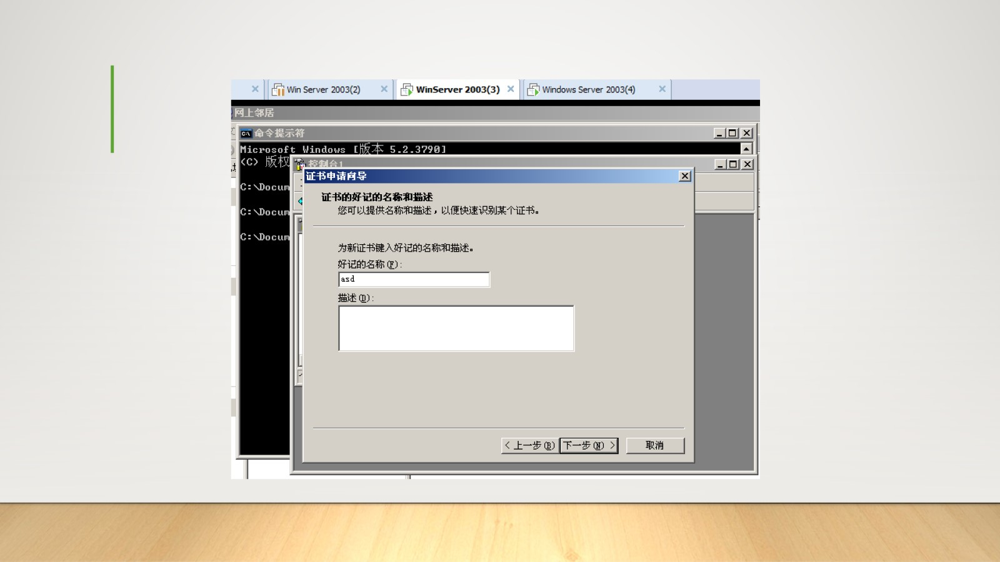 Win Server 2003(2)
WinServer 2003(3)
Windows Server 2003(4)
网上邻居
命令提示符
Microsoft Windows [版本 5.2.3790]
(C) 版权
控制台1
证书申请向导
C:\Docum
证书的好记的名称和描述
您可以提供名称和描述，以便快速识别某个证书。
C:\Docum
C:\Docum
为新证书键入好记的名称和描述。
好记的名称(F):
asd
描述(D):
< 上一步(B)
下一步(N) >
取消